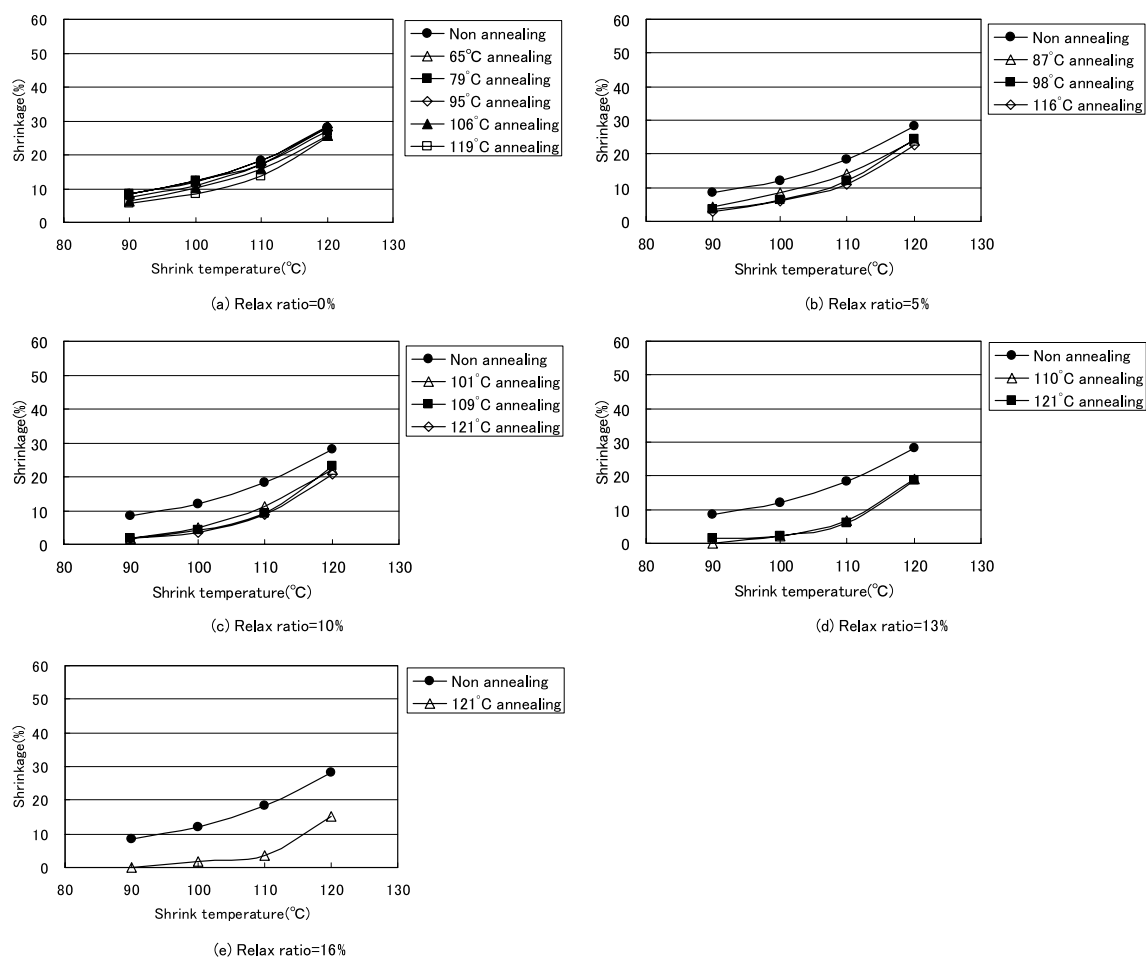 60
50
40
30
20
10
0
80 90 100 110 120 130
Shrinkage(%)
Shrink temperature(℃)
Non annealing
65℃ annealing
79°C annealing
95°C annealing
106°C annealing
119°C annealing
(a) Relax ratio=0%
60
50
40
30
20
10
0
80 90 100 110 120 130
Shrinkage(%)
Shrink temperature(℃)
Non annealing
87°C annealing
98°C annealing
116°C annealing
(b) Relax ratio=5%
60
50
40
30
20
10
0
80 90 100 110 120 130
Shrinkage(%)
Shrink temperature(℃)
Non annealing
101°C annealing
109°C annealing
121°C annealing
(c) Relax ratio=10%
60
50
40
30
20
10
0
80 90 100 110 120 130
Shrinkage(%)
Shrink temperature(℃)
Non annealing
110°C annealing
121°C annealing
(d) Relax ratio=13%
60
50
40
30
20
10
0
80 90 100 110 120 130
Shrinkage(%)
Shrink temperature(℃)
Non annealing
121°C annealing
(e) Relax ratio=16%